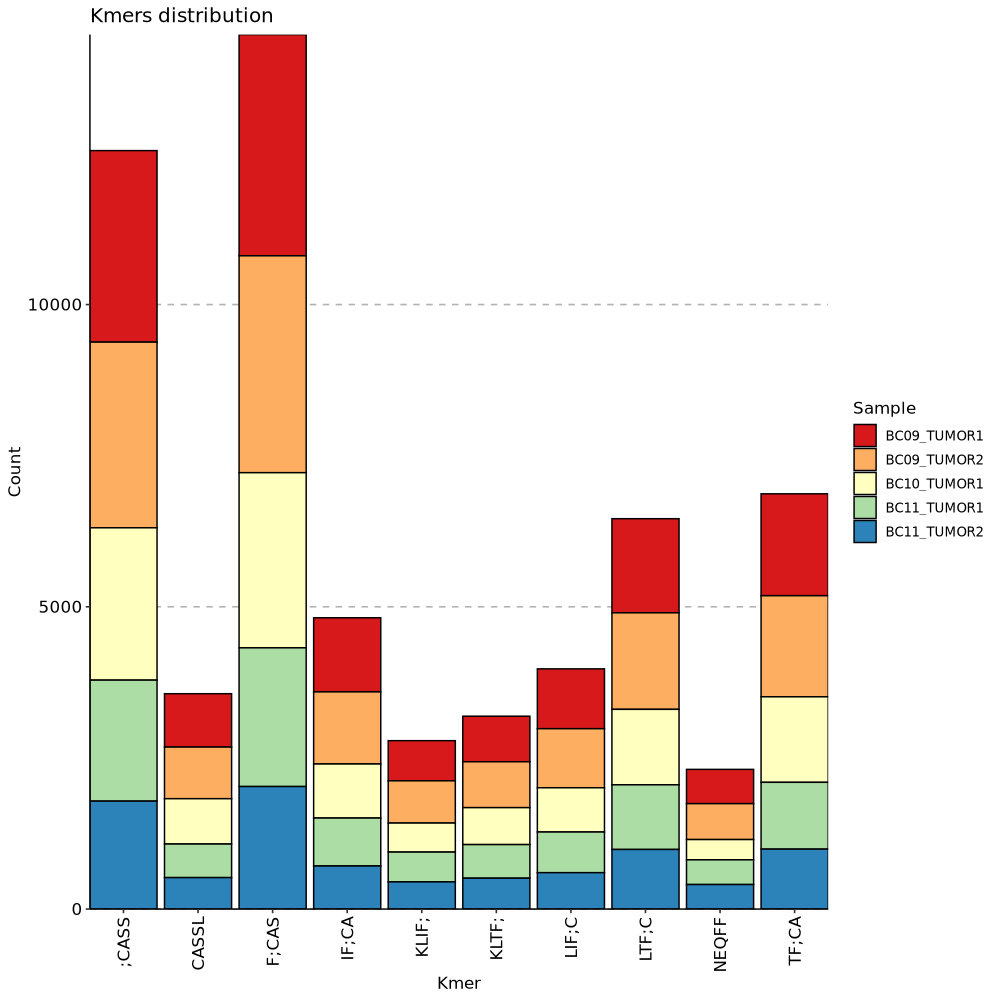 Kmers distribution
10000
5000
0
Count
;CASS
CASSL
F;CAS
IF;CA
KLIF;
KLTF;
LIF;C
LTF;C
NEQFF
TF;CA
Kmer
Sample
BC09_TUMOR1
BC09_TUMOR2
BC10_TUMOR1
BC11_TUMOR1
BC11_TUMOR2